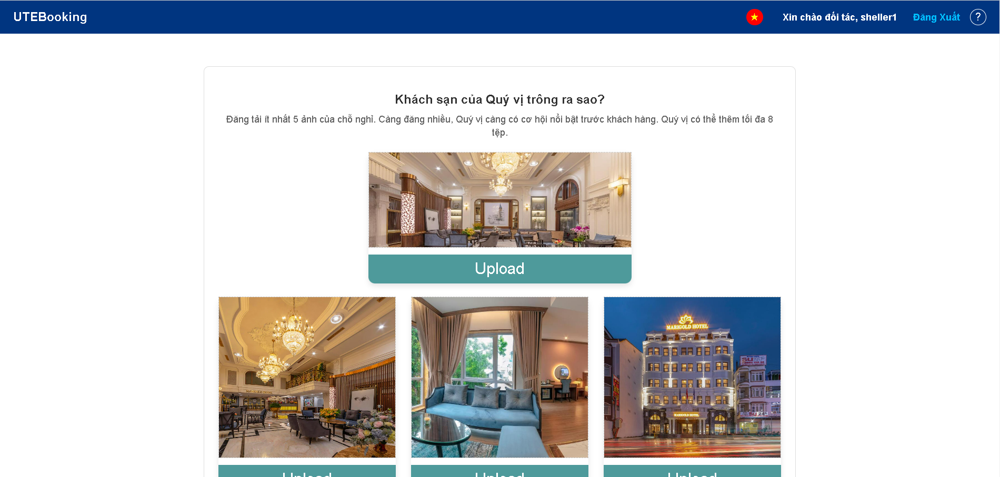 UTEBooking
Xin chào đối tác, sheller1
Đăng Xuất
?
Khách sạn của Quý vị trông ra sao?
Đăng tải ít nhất 5 ảnh của chỗ nghỉ. Càng đăng nhiều, Quý vị càng có cơ hội nổi bật trước khách hàng. Quý vị có thể thêm tối đa 8
tệp.
Upload
MARIGOLD HOTEL
MARIGOLD HOTEL
Upload
Upload
Upload